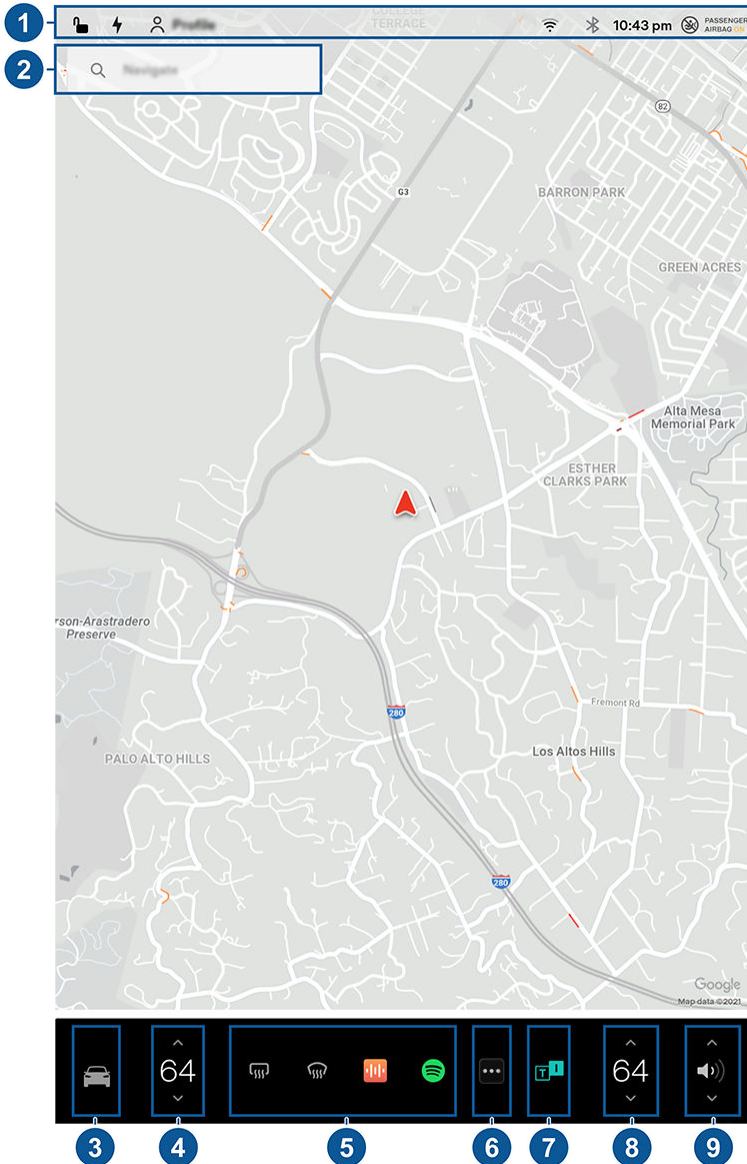 1
COLLEGE
TERRACE
Profile
10:43 pm
PASSENGER
AIRBAG ON
2
Navigate
82
G3
BARRON PARK
GREEN ACRES
Alta Mesa
Memorial Park
ESTHER
CLARKS PARK
rson-Arastradero
Preserve
280
Fremont Rd
Los Altos Hills
PALO ALTO HILLS
280
Google
Map data ©2021
64
T
I
64
3
4
5
6
7
8
9